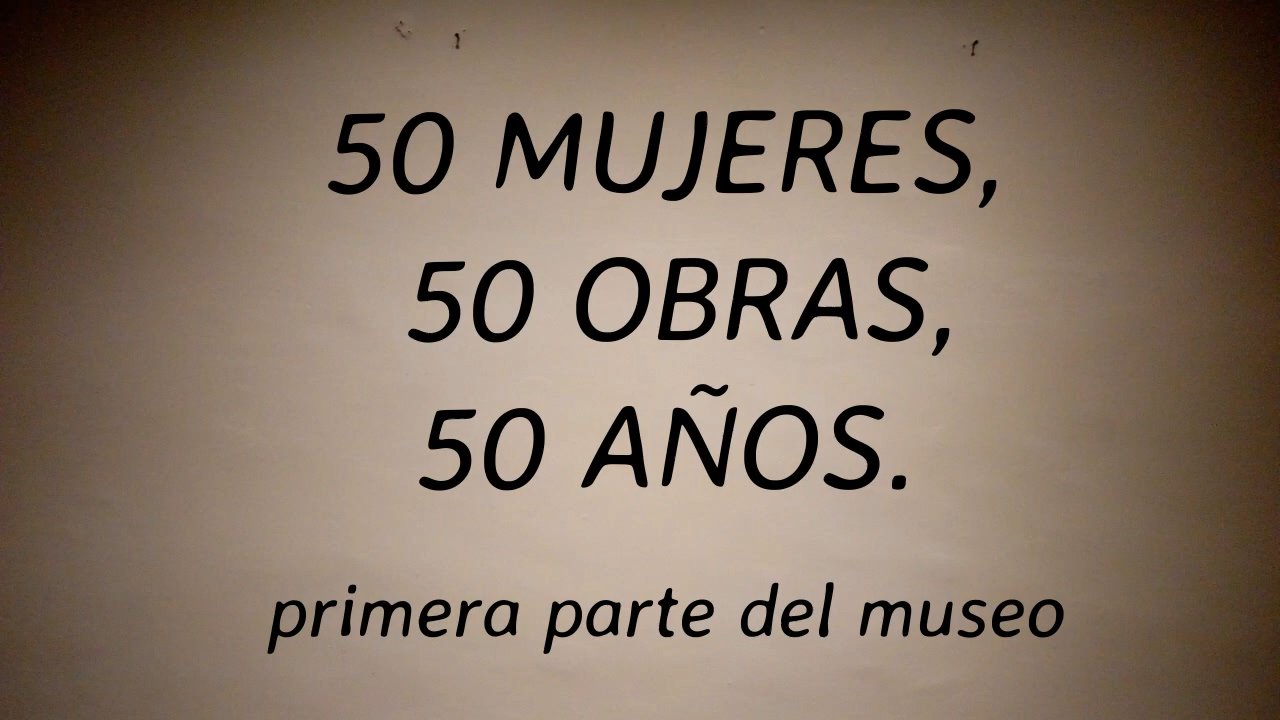 50 MUJERES,
50 OBRAS,
50 AÑOS.
primera parte del museo